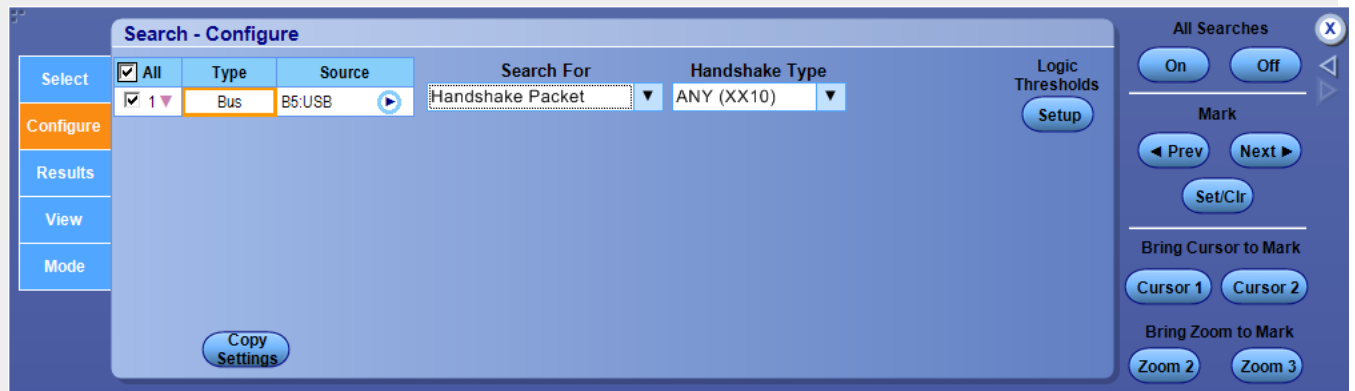 Search - Configure
Select
Configure
Results
View
Mode
All Type Source
1 Bus B5:USB
Search For
Handshake Packet
Handshake Type
ANY (XX10)
Logic
Thresholds
Setup
Copy
Settings
All Searches
X
On Off
Mark
Prev Next
Set/Clr
Bring Cursor to Mark
Cursor 1 Cursor 2
Bring Zoom to Mark
Zoom 2 Zoom 3